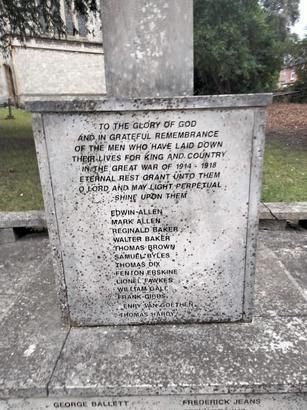 TO THE GLORY OF GOD
AND IN GRATEFUL REMEMBRANCE
OF THE MEN WHO HAVE LAID DOWN
THEIR LIVES FOR KING AND COUNTRY
IN THE GREAT WAR OF 1914 - 1918
ETERNAL REST GRANT UNTO THEM
O LORD AND MAY LIGHT PERPETUAL
SHINE UPON THEM
EDWIN ALLEN
MARK ALLEN
REGINALD BAKER
WALTER BAKER
THOMAS BROWN
SAMUEL BYLES
THOMAS DIX
FENTON ERSKINE
LIONEL FAWKES
WILLIAM GALE
FRANK GIBBS
ENRY VAN GOETHEN
THOMAS HARDY
GEORGE BALLETT FREDERICK JEANS